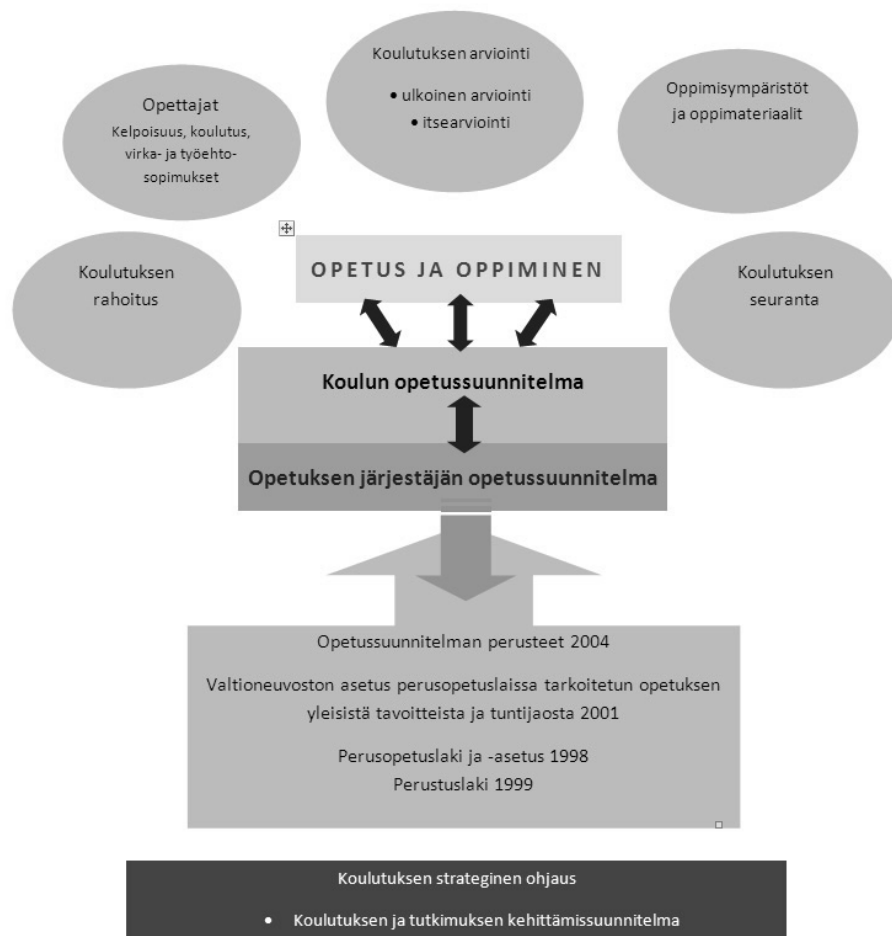 Koulutuksen arviointi
• ulkoinen arviointi
• itsearviointi
Opettajat
Kelpoisuus, koulutus,
virka- ja työehto-
sopimukset
Oppimisympäristöt
ja oppimateriaalit
Koulutuksen
rahoitus
OPETUS JA OPPIMINEN
Koulutuksen
seuranta
Koulun opetussuunnitelma
Opetuksen järjestäjän opetussuunnitelma
Opetussuunnitelman perusteet 2004
Valtioneuvoston asetus perusopetuslaissa tarkoitetun opetuksen
yleisistä tavoitteista ja tuntijaosta 2001
Perusopetuslaki ja -asetus 1998
Perustuslaki 1999
Koulutuksen strateginen ohjaus
• Koulutuksen ja tutkimuksen kehittämissuunnitelma